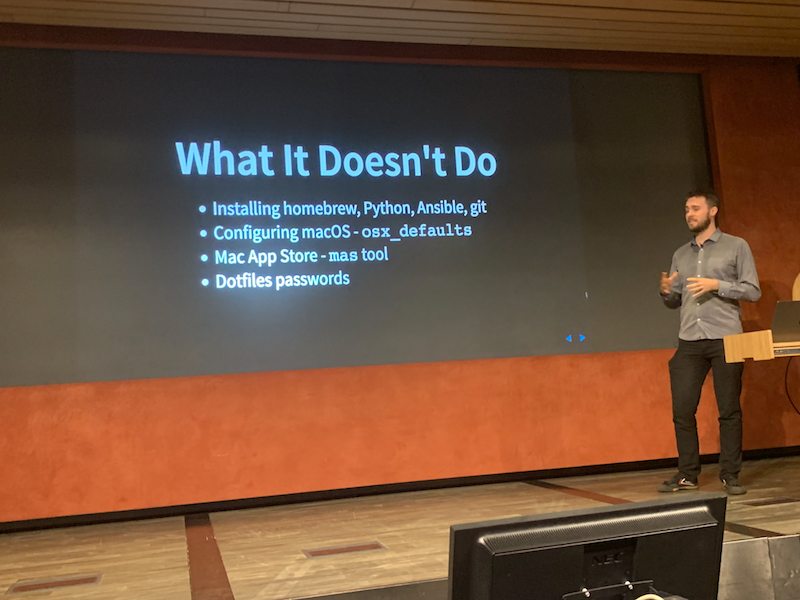 What It Doesn't Do
• Installing homebrew, Python, Ansible, git
• Configuring macOS - osx_defaults
• Mac App Store - mas tool
• Dotfiles passwords
NEC